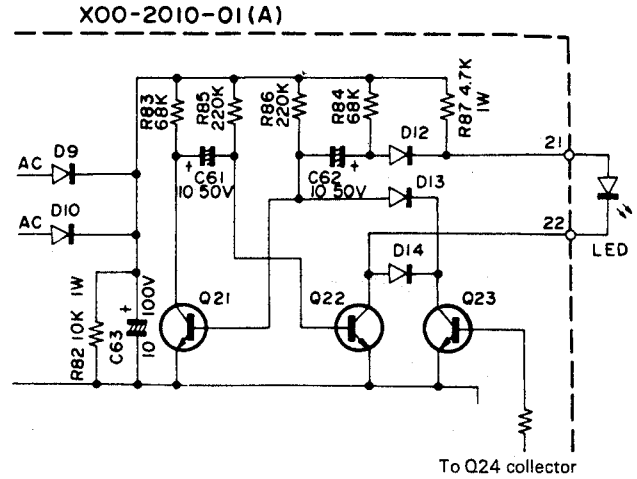 X00-2010-01(A)
R83
68K
R85
220K
R86
220K
R84
68K
R87 4.7K
1W
D12
21
AC
D9
C61
10 50V
+
C62
10 50V
+
D13
AC
D10
22
D14
LED
R82 10K 1W
+
C63
10
100V
Q21
Q22
Q23
To Q24 collector